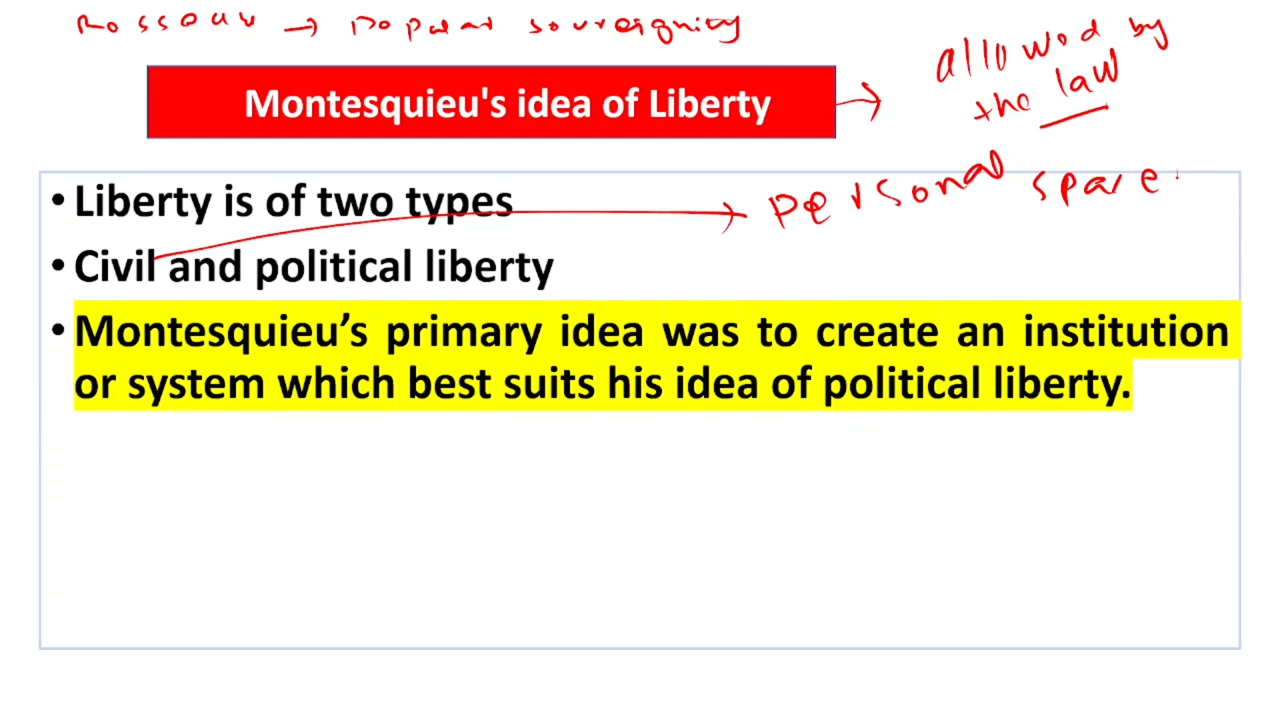 Rossouu → Popular sovereignity
allowed by
the law
Montesquieu's idea of Liberty →
• Liberty is of two types → Personal space
• Civil and political liberty
• Montesquieu’s primary idea was to create an institution
or system which best suits his idea of political liberty.